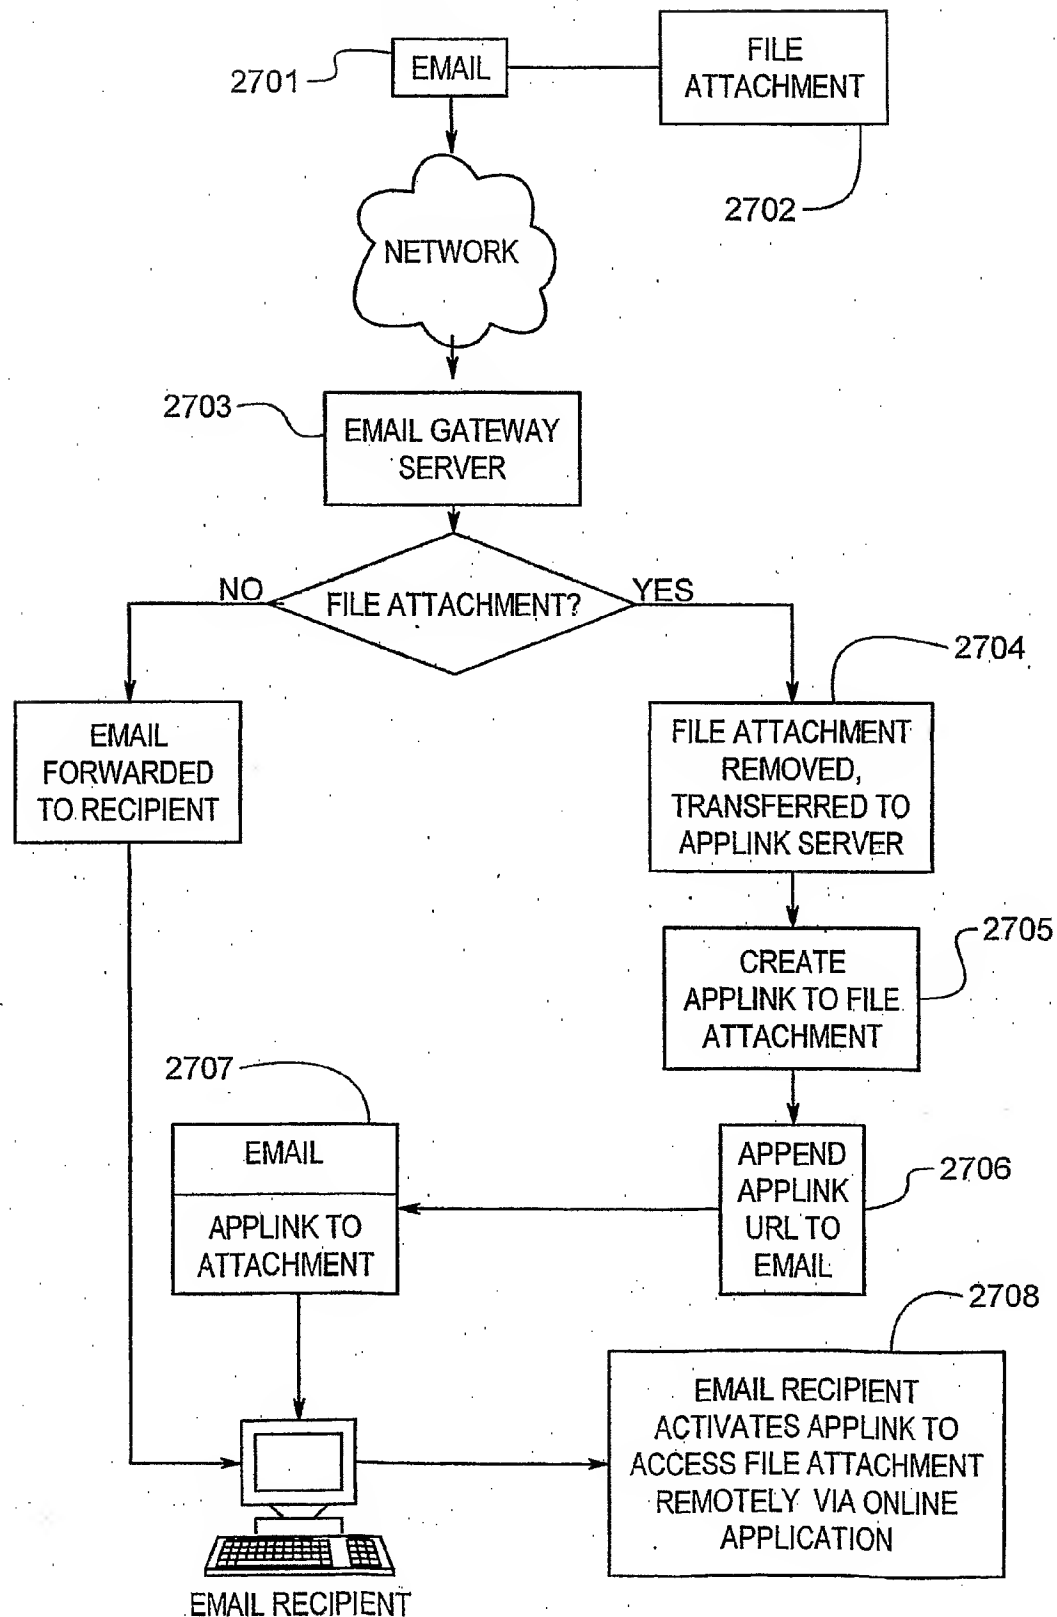 2701
EMAIL
FILE
ATTACHMENT
2702
NETWORK
2703
EMAIL GATEWAY
SERVER
NO
FILE ATTACHMENT?
YES
2704
EMAIL
FORWARDED
TO RECIPIENT
FILE ATTACHMENT
REMOVED,
TRANSFERRED TO
APPLINK SERVER
2705
CREATE
APPLINK TO FILE
ATTACHMENT
2707
EMAIL
APPLINK TO
ATTACHMENT
APPEND
APPLINK
URL TO
EMAIL
2706
2708
EMAIL RECIPIENT
ACTIVATES APPLINK TO
ACCESS FILE ATTACHMENT
REMOTELY VIA ONLINE
APPLICATION
EMAIL RECIPIENT